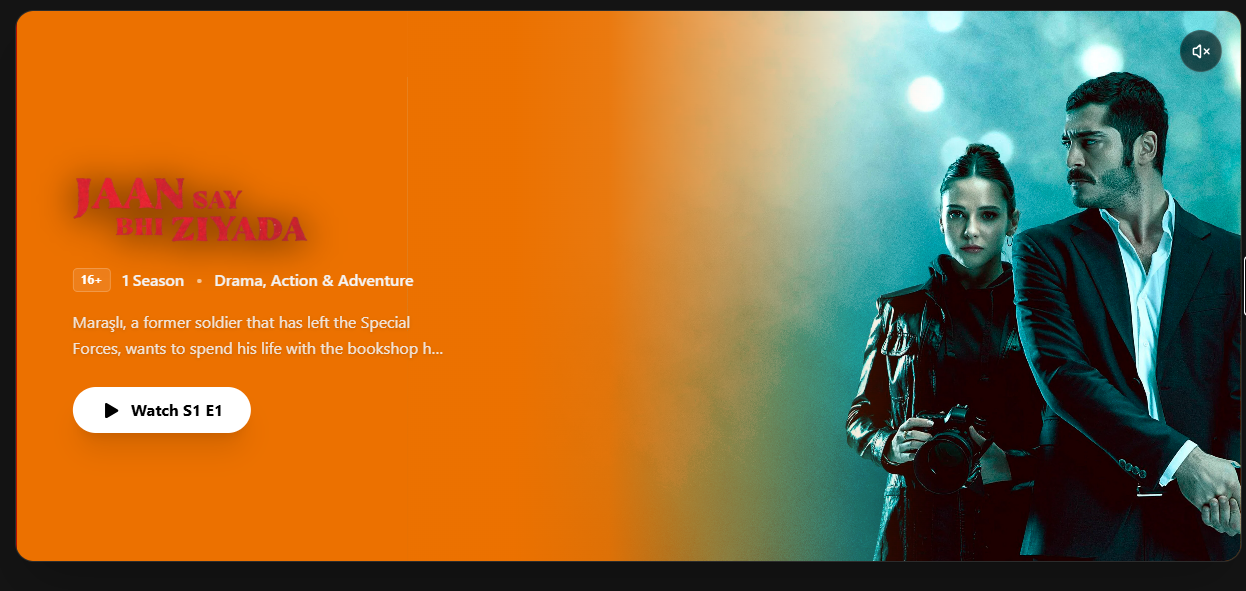 JAAN SAY
BHI ZIYADA
16+ 1 Season • Drama, Action & Adventure
Maraşlı, a former soldier that has left the Special
Forces, wants to spend his life with the bookshop h...
Watch S1 E1